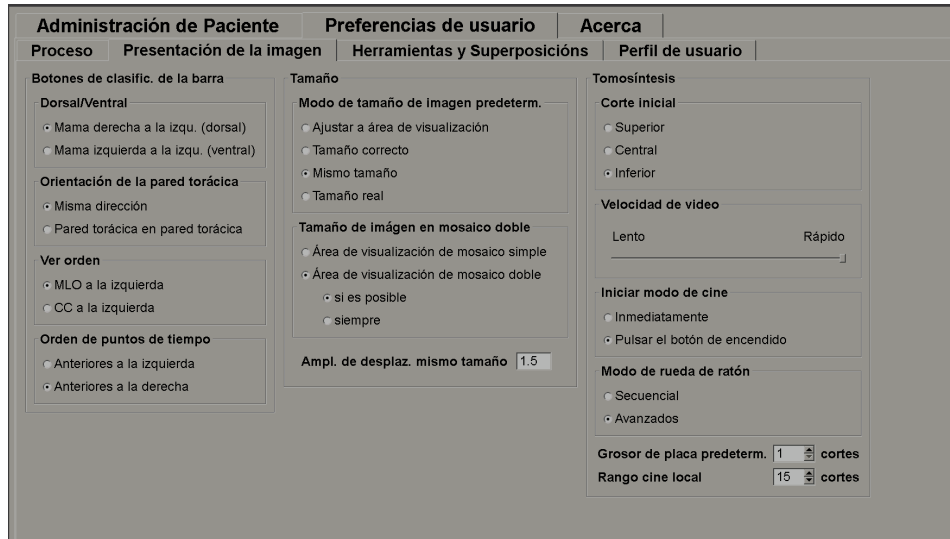 Administración de Paciente Preferencias de usuario Acerca
Proceso Presentación de la imagen Herramientas y Superposicións Perfil de usuario
Botones de clasific. de la barra
Dorsal/Ventral
Mama derecha a la izqu. (dorsal)
Mama izquierda a la izqu. (ventral)
Orientación de la pared torácica
Misma dirección
Pared torácica en pared torácica
Ver orden
MLO a la izquierda
CC a la izquierda
Orden de puntos de tiempo
Anteriores a la izquierda
Anteriores a la derecha
Tamaño
Modo de tamaño de imagen predeterm.
Ajustar a área de visualización
Tamaño correcto
Mismo tamaño
Tamaño real
Tamaño de imágen en mosaico doble
Área de visualización de mosaico simple
Área de visualización de mosaico doble
si es posible
siempre
Ampl. de desplaz. mismo tamaño 1.5
Tomosíntesis
Corte inicial
Superior
Central
Inferior
Velocidad de video
Lento Rápido
Iniciar modo de cine
Inmediatamente
Pulsar el botón de encendido
Modo de rueda de ratón
Secuencial
Avanzados
Grosor de placa predeterm. 1 cortes
Rango cine local 15 cortes